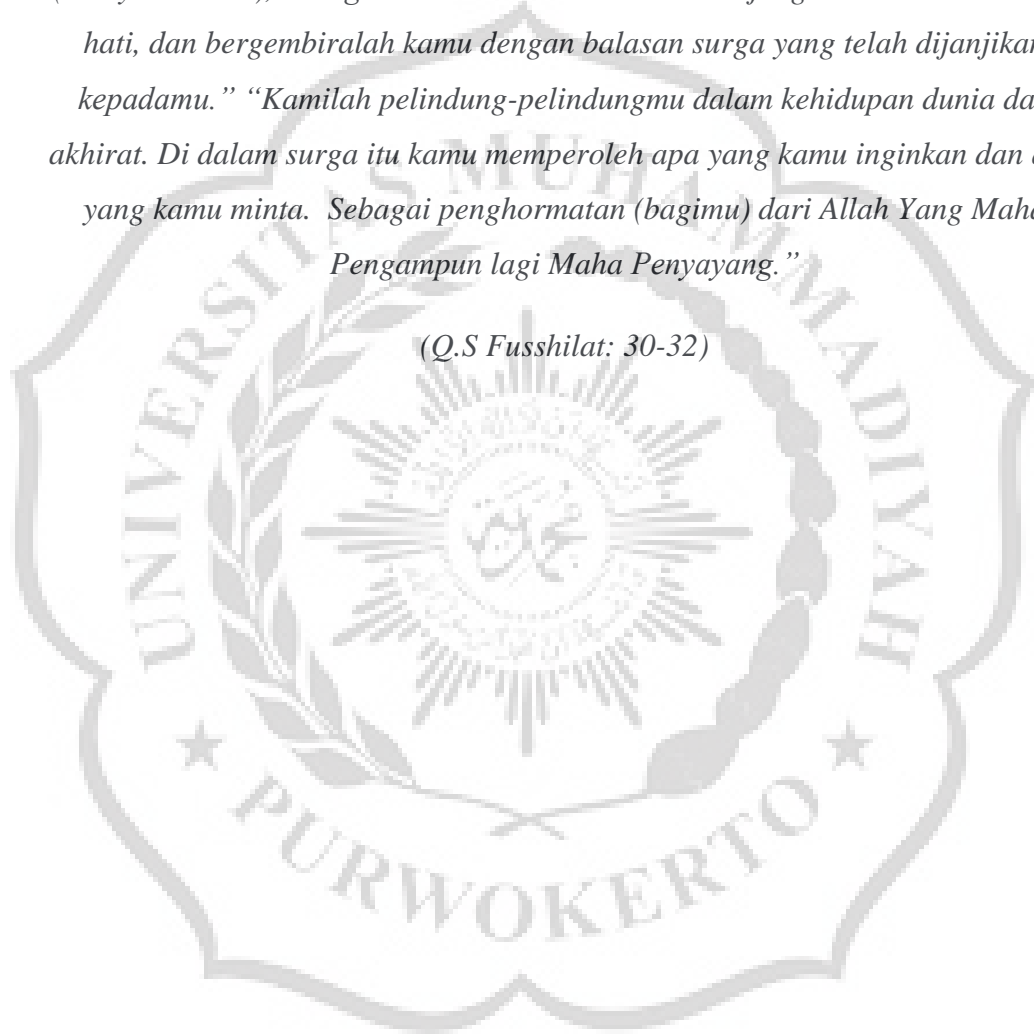 hati, dan bergembiralah kamu dengan balasan surga yang telah dijanjikan
kepadamu.” “Kamilah pelindung-pelindungmu dalam kehidupan dunia da
akhirat. Di dalam surga itu kamu memperoleh apa yang kamu inginkan dan
yang kamu minta. Sebagai penghormatan (bagimu) dari Allah Yang Maha
Pengampun lagi Maha Penyayang.”
(Q.S Fusshilat: 30-32)
UNIVERSITAS MUHAMMADIYAH
PURWOKERTO